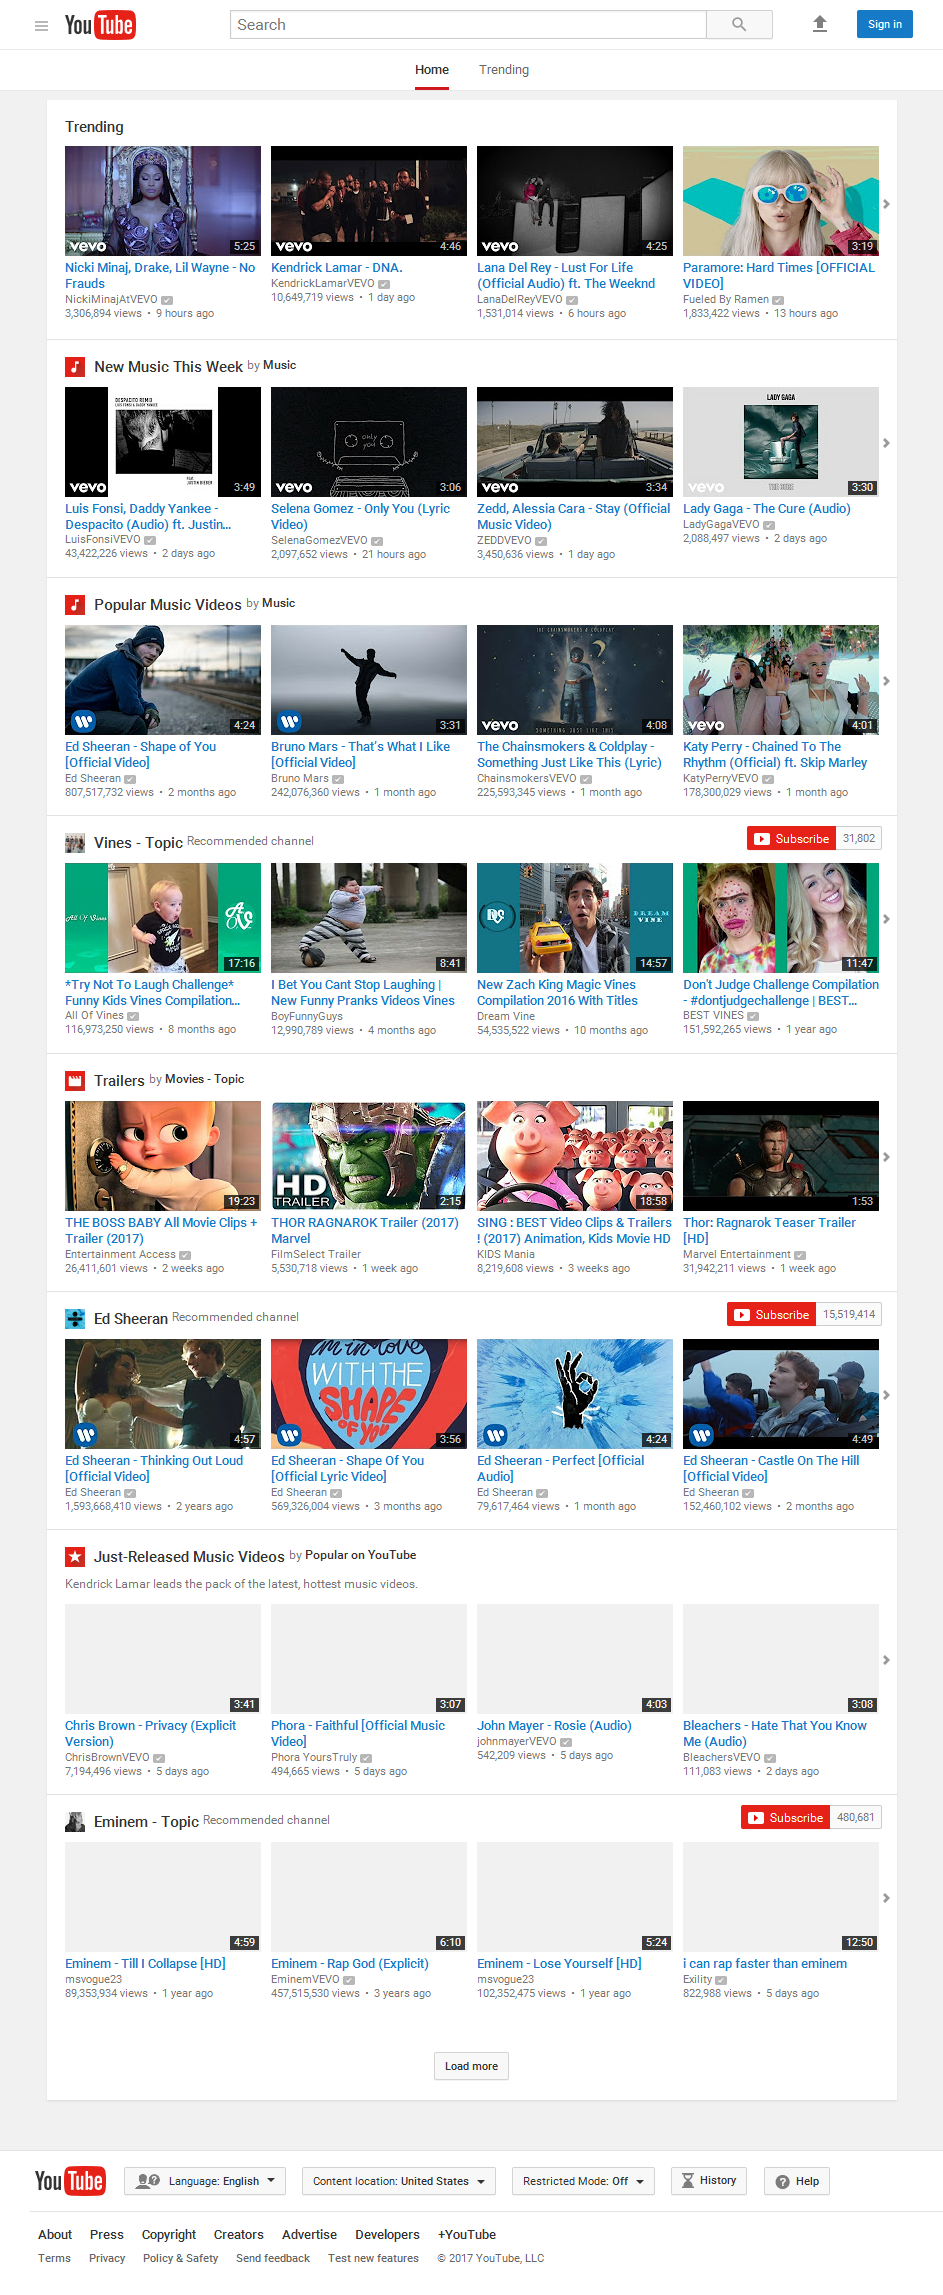 YouTube
Search
Sign in
Home Trending
Trending
vevo 5:25
vevo 4:46
vevo 4:25
3:19
Nicki Minaj, Drake, Lil Wayne - No Frauds
NickiMinajAtVEVO
3,306,894 views • 9 hours ago
Kendrick Lamar - DNA.
KendrickLamarVEVO
10,649,719 views • 1 day ago
Lana Del Rey - Lust For Life (Official Audio) ft. The Weeknd
LanaDelReyVEVO
1,531,014 views • 6 hours ago
Paramore: Hard Times [OFFICIAL VIDEO]
Fueled By Ramen
1,833,422 views • 13 hours ago
New Music This Week by Music
DESPACITO REMIX
LUIS FONSI & DADDY YANKEE
FEAT.
JUSTIN BIEBER
vevo 3:49
only you
vevo 3:06
vevo 3:34
LADY GAGA
THE CURE
vevo 3:30
Luis Fonsi, Daddy Yankee - Despacito (Audio) ft. Justin...
LuisFonsiVEVO
43,422,226 views • 2 days ago
Selena Gomez - Only You (Lyric Video)
SelenaGomezVEVO
2,097,652 views • 21 hours ago
Zedd, Alessia Cara - Stay (Official Music Video)
ZEDDVEVO
3,450,636 views • 1 day ago
Lady Gaga - The Cure (Audio)
LadyGagaVEVO
2,088,497 views • 2 days ago
Popular Music Videos by Music
4:24
3:31
THE CHAINSMOKERS & COLDPLAY
SOMETHING JUST LIKE THIS
vevo 4:08
vevo 4:01
Ed Sheeran - Shape of You [Official Video]
Ed Sheeran
807,517,732 views • 2 months ago
Bruno Mars - That's What I Like [Official Video]
Bruno Mars
242,076,360 views • 1 month ago
The Chainsmokers & Coldplay - Something Just Like This (Lyric)
ChainsmokersVEVO
225,593,345 views • 1 month ago
Katy Perry - Chained To The Rhythm (Official) ft. Skip Marley
KatyPerryVEVO
178,300,029 views • 1 month ago
Vines - Topic Recommended channel
Subscribe 31,802
All Of Vines
17:16
8:41
DREAM VINE
14:57
11:47
*Try Not To Laugh Challenge* Funny Kids Vines Compilation...
All Of Vines
116,973,250 views • 8 months ago
I Bet You Cant Stop Laughing | New Funny Pranks Videos Vines
BoyFunnyGuys
12,990,789 views • 4 months ago
New Zach King Magic Vines Compilation 2016 With Titles
Dream Vine
54,535,522 views • 10 months ago
Don't Judge Challenge Compilation - #dontjudgechallenge | BEST...
BEST VINES
151,592,265 views • 1 year ago
Trailers by Movies - Topic
19:23
HD TRAILER
2:15
18:58
1:53
THE BOSS BABY All Movie Clips + Trailer (2017)
Entertainment Access
26,411,601 views • 2 weeks ago
THOR RAGNAROK Trailer (2017) Marvel
FilmSelect Trailer
5,530,718 views • 1 week ago
SING : BEST Video Clips & Trailers ! (2017) Animation, Kids Movie HD
KIDS Mania
8,219,608 views • 3 weeks ago
Thor: Ragnarok Teaser Trailer [HD]
Marvel Entertainment
31,942,211 views • 1 week ago
Ed Sheeran Recommended channel
Subscribe 15,519,414
4:57
I'm in love
WITH THE
SHAPE
OF YOU
3:56
4:24
4:49
Ed Sheeran - Thinking Out Loud [Official Video]
Ed Sheeran
1,593,668,410 views • 2 years ago
Ed Sheeran - Shape Of You [Official Lyric Video]
Ed Sheeran
569,326,004 views • 3 months ago
Ed Sheeran - Perfect [Official Audio]
Ed Sheeran
79,617,464 views • 1 month ago
Ed Sheeran - Castle On The Hill [Official Video]
Ed Sheeran
152,460,102 views • 2 months ago
Just-Released Music Videos by Popular on YouTube
Kendrick Lamar leads the pack of the latest, hottest music videos.
3:41
3:07
4:03
3:08
Chris Brown - Privacy (Explicit Version)
ChrisBrownVEVO
7,194,496 views • 5 days ago
Phora - Faithful [Official Music Video]
Phora YoursTruly
494,665 views • 5 days ago
John Mayer - Rosie (Audio)
johnmayerVEVO
542,209 views • 5 days ago
Bleachers - Hate That You Know Me (Audio)
BleachersVEVO
111,083 views • 2 days ago
Eminem - Topic Recommended channel
Subscribe 480,681
4:59
6:10
5:24
12:50
Eminem - Till I Collapse [HD]
msvogue23
89,353,934 views • 1 year ago
Eminem - Rap God (Explicit)
EminemVEVO
457,515,530 views • 3 years ago
Eminem - Lose Yourself [HD]
msvogue23
102,352,475 views • 1 year ago
i can rap faster than eminem
Exility
822,988 views • 5 days ago
Load more
YouTube
Language: English
Content location: United States
Restricted Mode: Off
History
Help
About Press Copyright Creators Advertise Developers +YouTube
Terms Privacy Policy & Safety Send feedback Test new features © 2017 YouTube, LLC